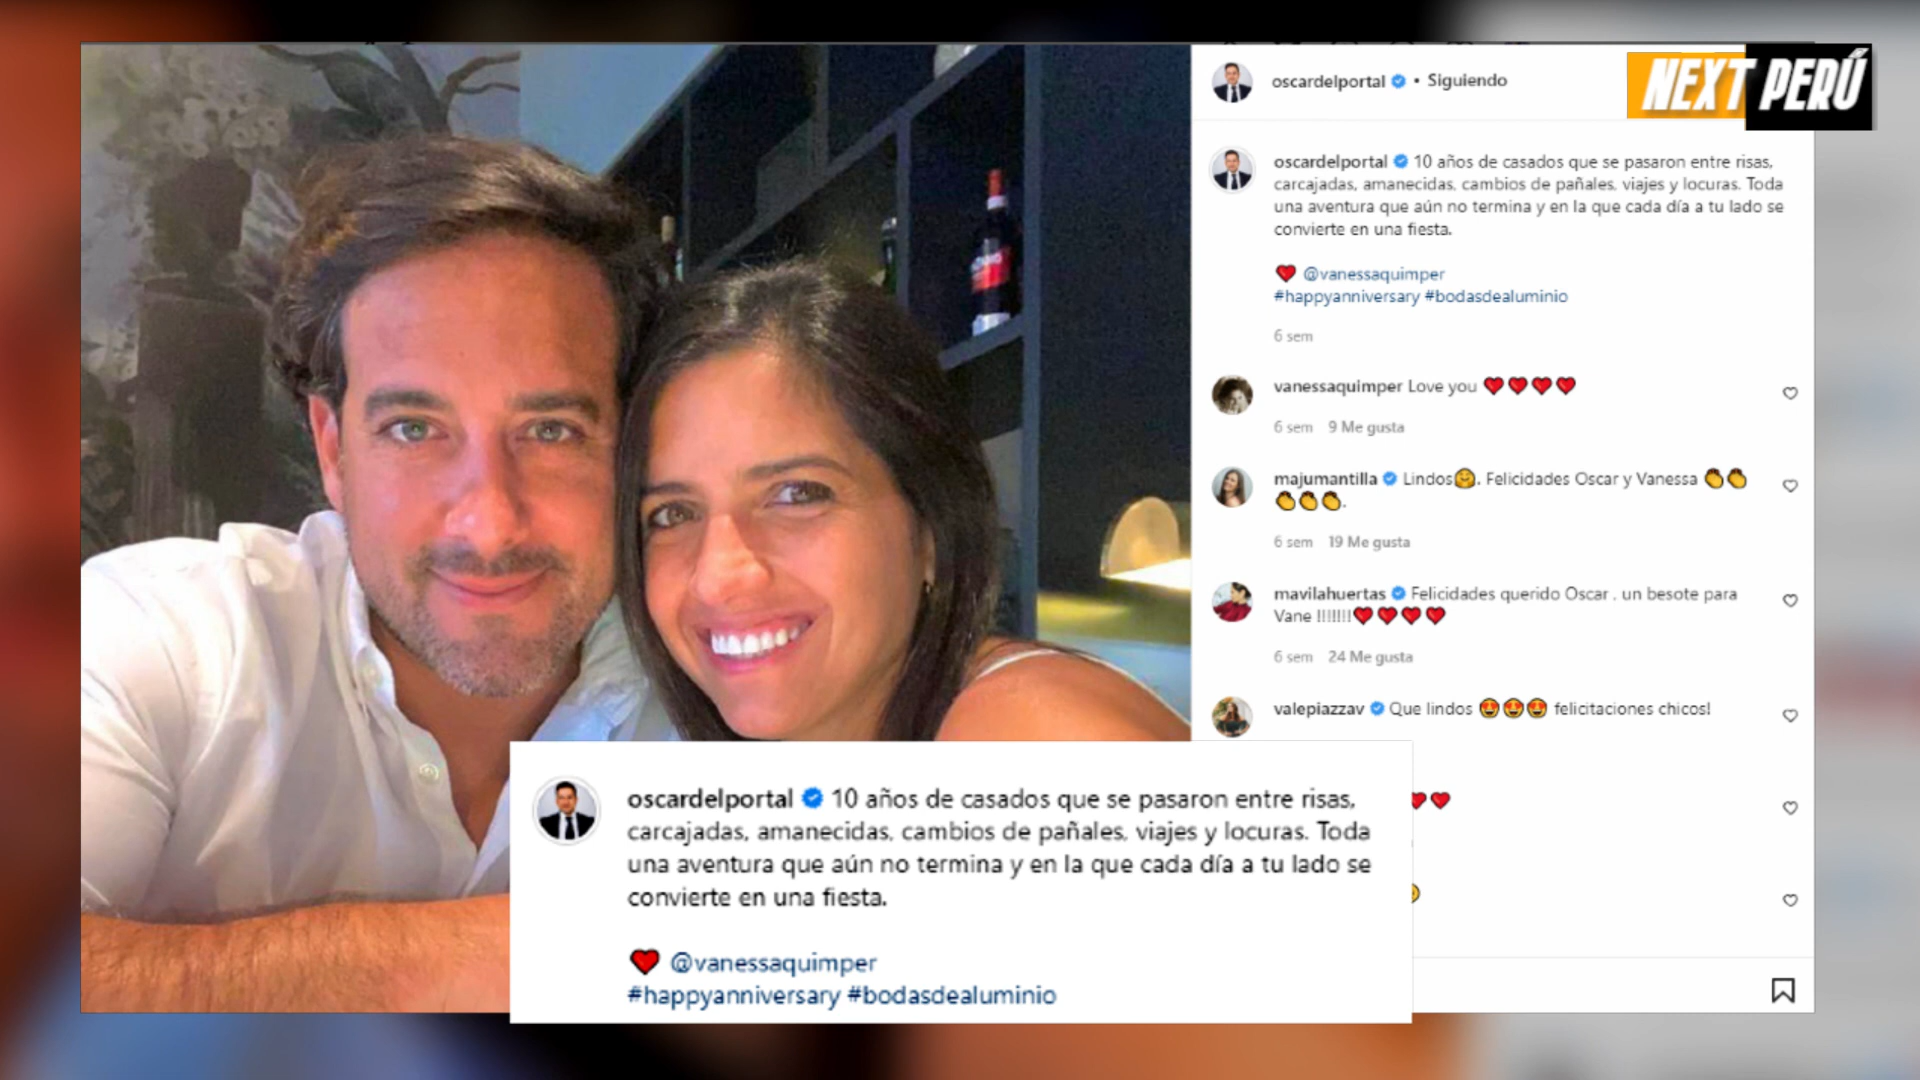 NEXT PERÚ
oscardelportal • Siguiendo
oscardelportal 10 años de casados que se pasaron entre risas,
carcajadas, amanecidas, cambios de pañales, viajes y locuras. Toda
una aventura que aún no termina y en la que cada día a tu lado se
convierte en una fiesta.
❤️ @vanessaquimper
#happyanniversary #bodasdealuminio
6 sem
vanessaquimper Love you ❤️❤️❤️❤️
6 sem 9 Me gusta
majumantilla Lindos🤗. Felicidades Oscar y Vanessa 👏👏
👏👏👏.
6 sem 19 Me gusta
mavilahuertas Felicidades querido Oscar . un besote para
Vane !!!!!!!❤️❤️❤️❤️
6 sem 24 Me gusta
valepiazzav Que lindos 😍😍😍 felicitaciones chicos!
oscardelportal 10 años de casados que se pasaron entre risas,
carcajadas, amanecidas, cambios de pañales, viajes y locuras. Toda
una aventura que aún no termina y en la que cada día a tu lado se
convierte en una fiesta.
❤️ @vanessaquimper
#happyanniversary #bodasdealuminio